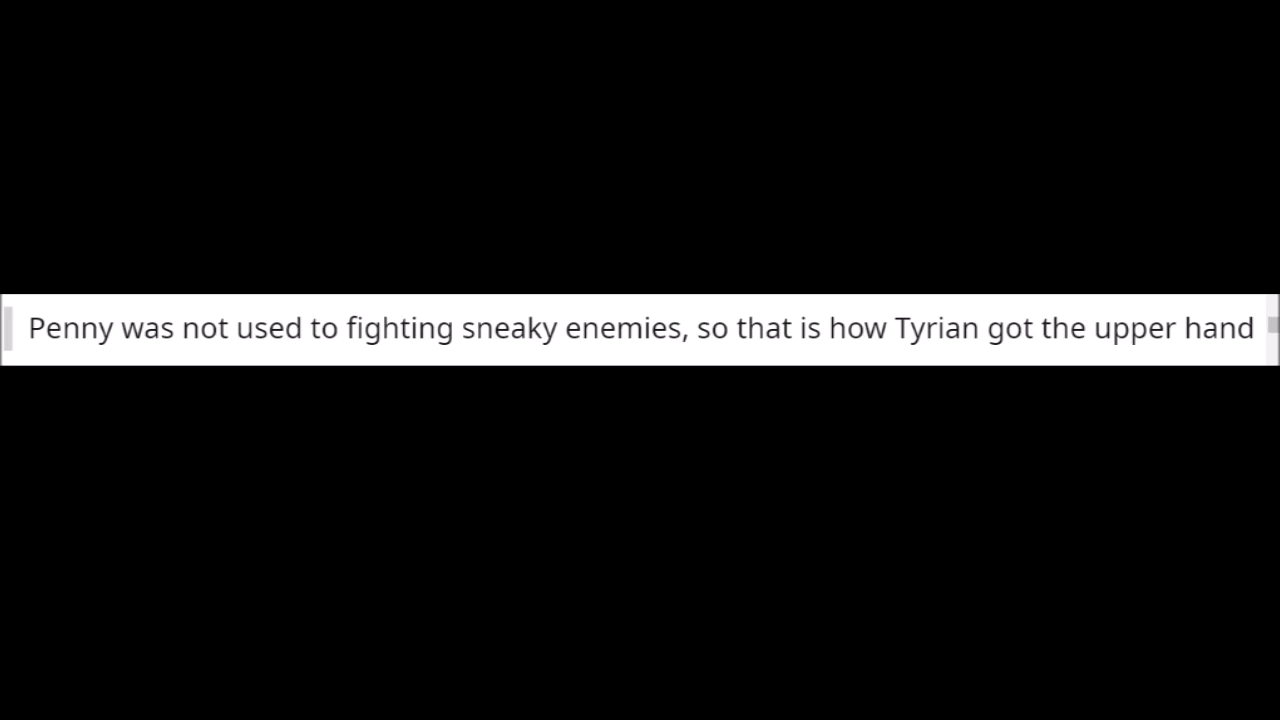 Penny was not used to fighting sneaky enemies, so that is how Tyrian got the upper hand